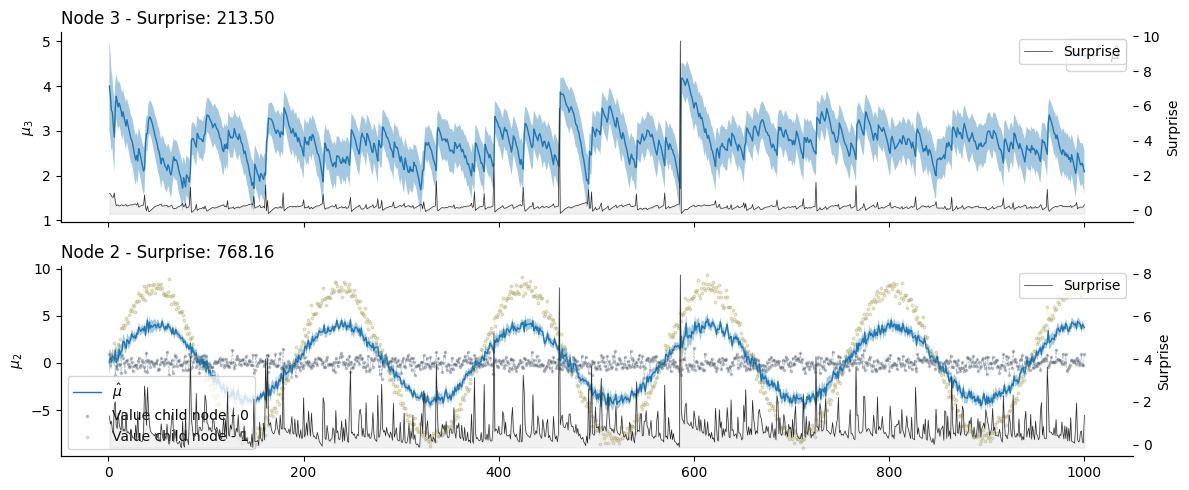 Node 3 - Surprise: 213.50
5
4
3
2
1
μ3
10
8
6
4
2
0
Surprise
Surprise
Node 2 - Surprise: 768.16
10
5
0
−5
μ2
8
6
4
2
0
Surprise
Surprise
μ̂
Value child node - 0
Value child node - 1
0
200
400
600
800
1000